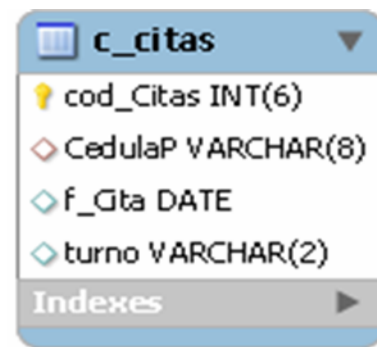 c_citas
cod_Citas INT(6)
CedulaP VARCHAR(8)
f_Cita DATE
turno VARCHAR(2)
Indexes